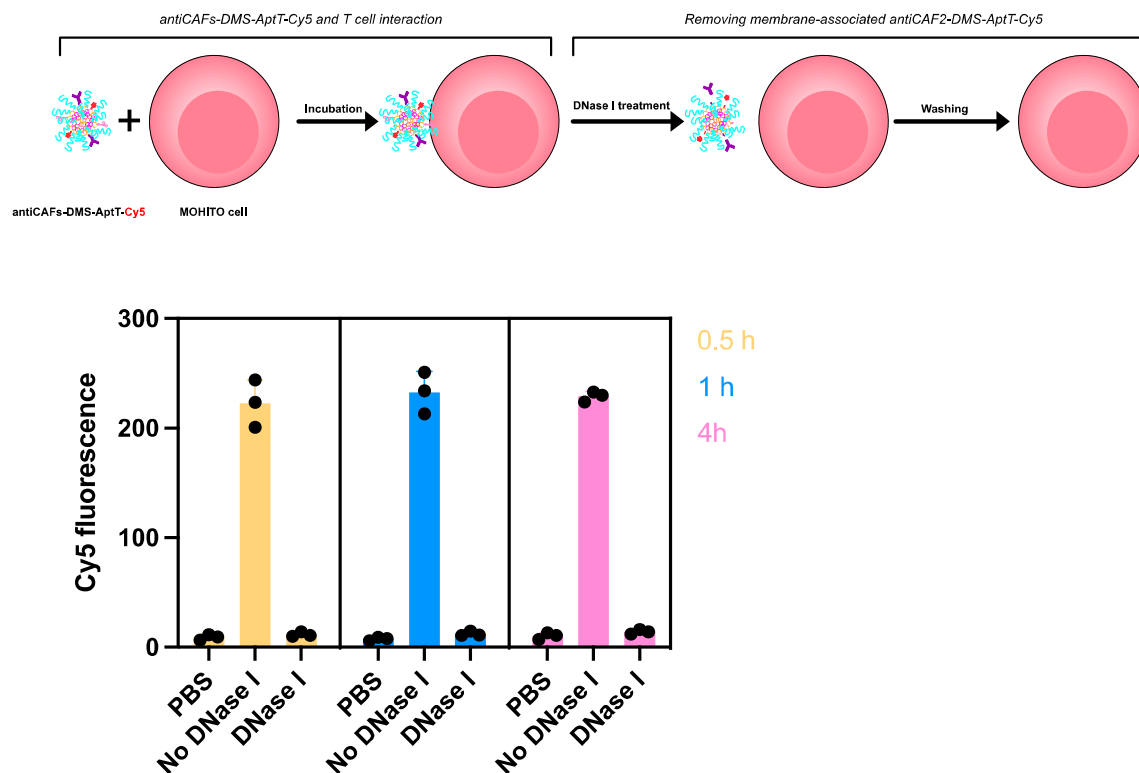 antiCAFs-DMS-AptT-Cy5 and T cell interaction
Removing membrane-associated antiCAF2-DMS-AptT-Cy5
Incubation
DNase I treatment
Washing
antiCAFs-DMS-AptT-Cy5
MOHITO cell
Cy5 fluorescence
300
200
100
0
0.5 h
1 h
4h
PBS
No DNase I
DNase I
PBS
No DNase I
DNase I
PBS
No DNase I
DNase I